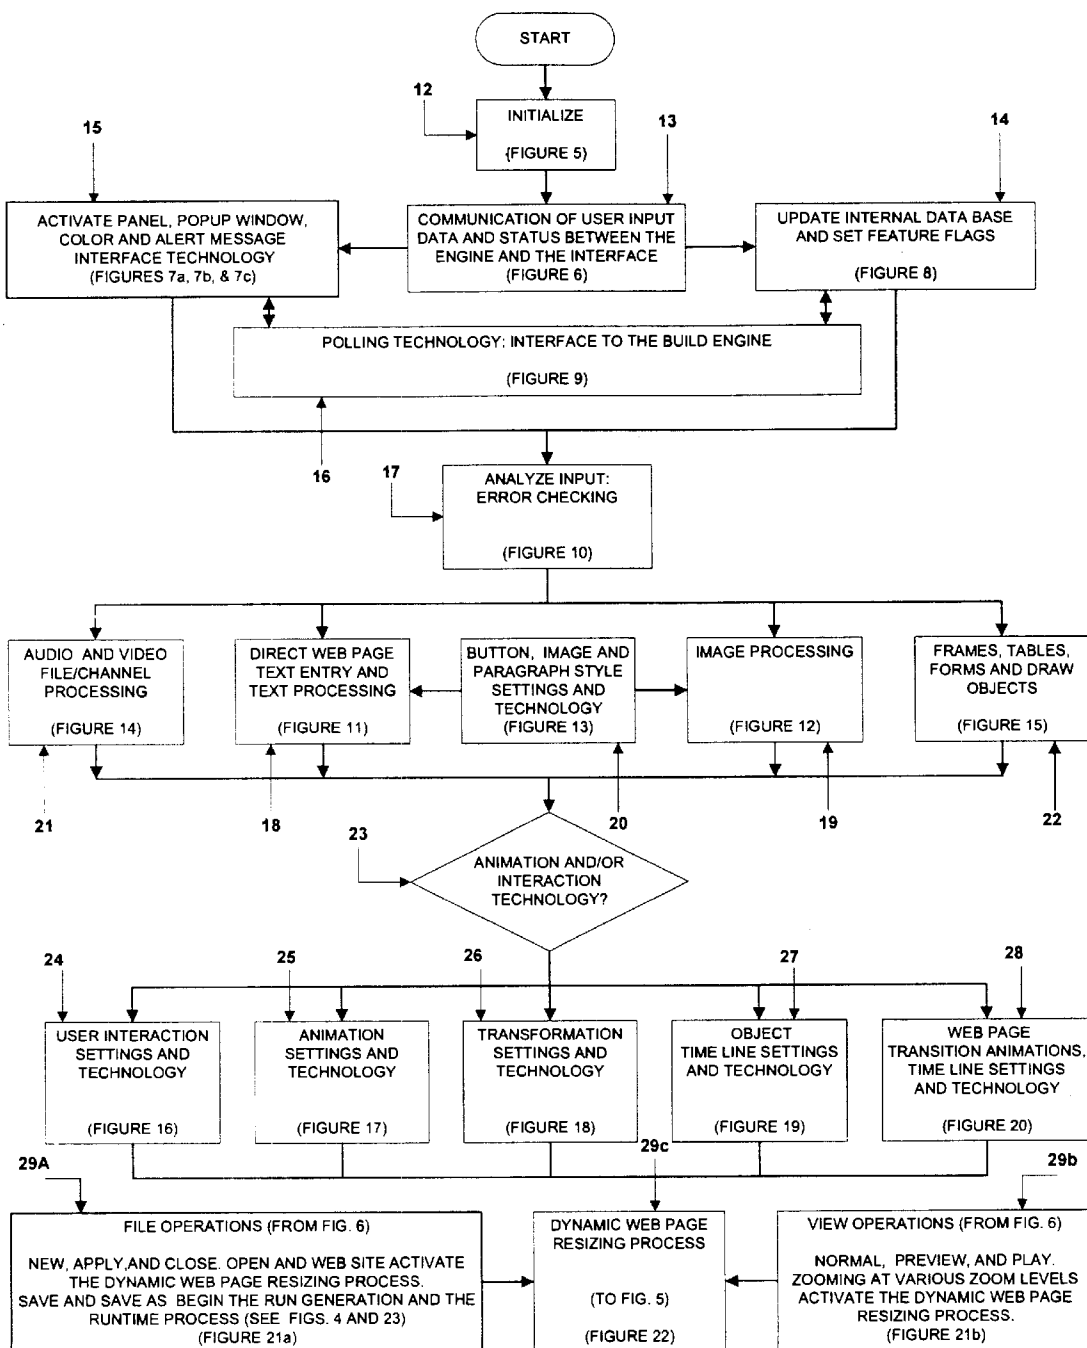 START
12
INITIALIZE
(FIGURE 5)
13
14
15
ACTIVATE PANEL, POPUP WINDOW,
COLOR AND ALERT MESSAGE
INTERFACE TECHNOLOGY
(FIGURES 7a, 7b, & 7c)
COMMUNICATION OF USER INPUT
DATA AND STATUS BETWEEN THE
ENGINE AND THE INTERFACE
(FIGURE 6)
UPDATE INTERNAL DATA BASE
AND SET FEATURE FLAGS
(FIGURE 8)
POLLING TECHNOLOGY: INTERFACE TO THE BUILD ENGINE
(FIGURE 9)
16
17
ANALYZE INPUT:
ERROR CHECKING
(FIGURE 10)
AUDIO AND VIDEO
FILE/CHANNEL
PROCESSING
(FIGURE 14)
DIRECT WEB PAGE
TEXT ENTRY AND
TEXT PROCESSING
(FIGURE 11)
BUTTON, IMAGE AND
PARAGRAPH STYLE
SETTINGS AND
TECHNOLOGY
(FIGURE 13)
IMAGE PROCESSING
(FIGURE 12)
FRAMES, TABLES,
FORMS AND DRAW
OBJECTS
(FIGURE 15)
21
18
20
19
22
23
ANIMATION AND/OR
INTERACTION
TECHNOLOGY?
24
25
26
27
28
USER INTERACTION
SETTINGS AND
TECHNOLOGY
(FIGURE 16)
ANIMATION
SETTINGS AND
TECHNOLOGY
(FIGURE 17)
TRANSFORMATION
SETTINGS AND
TECHNOLOGY
(FIGURE 18)
OBJECT
TIME LINE SETTINGS
AND TECHNOLOGY
(FIGURE 19)
WEB PAGE
TRANSITION ANIMATIONS,
TIME LINE SETTINGS
AND TECHNOLOGY
(FIGURE 20)
29A
29c
29b
FILE OPERATIONS (FROM FIG. 6)
NEW, APPLY,AND CLOSE. OPEN AND WEB SITE ACTIVATE
THE DYNAMIC WEB PAGE RESIZING PROCESS.
SAVE AND SAVE AS BEGIN THE RUN GENERATION AND THE
RUNTIME PROCESS (SEE FIGS. 4 AND 23)
(FIGURE 21a)
DYNAMIC WEB PAGE
RESIZING PROCESS
(TO FIG. 5)
(FIGURE 22)
VIEW OPERATIONS (FROM FIG. 6)
NORMAL, PREVIEW, AND PLAY.
ZOOMING AT VARIOUS ZOOM LEVELS
ACTIVATE THE DYNAMIC WEB PAGE
RESIZING PROCESS.
(FIGURE 21b)